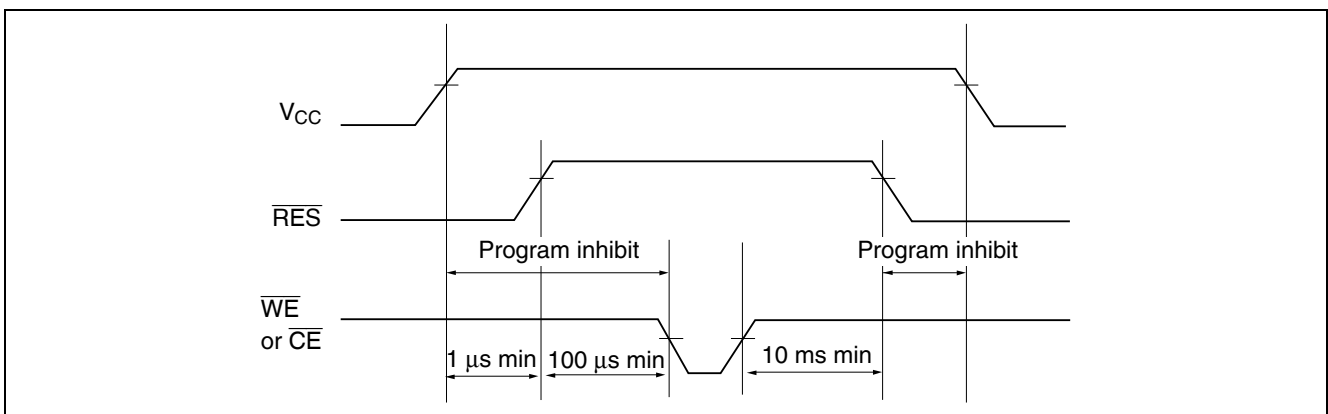 VCC
RES
Program inhibit
Program inhibit
WE
or CE
1 µs min
100 µs min
10 ms min